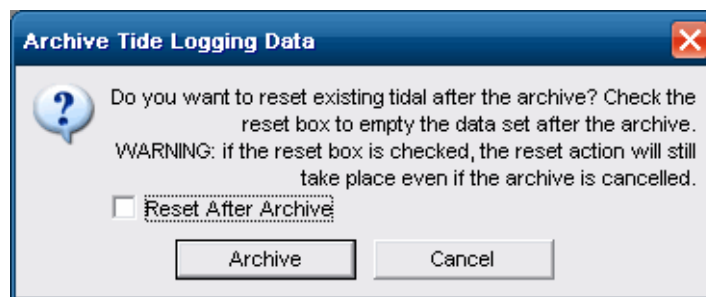 Archive Tide Logging Data
Do you want to reset existing tidal after the archive? Check the
reset box to empty the data set after the archive.
WARNING: if the reset box is checked, the reset action will still
take place even if the archive is cancelled.
Reset After Archive
Archive
Cancel